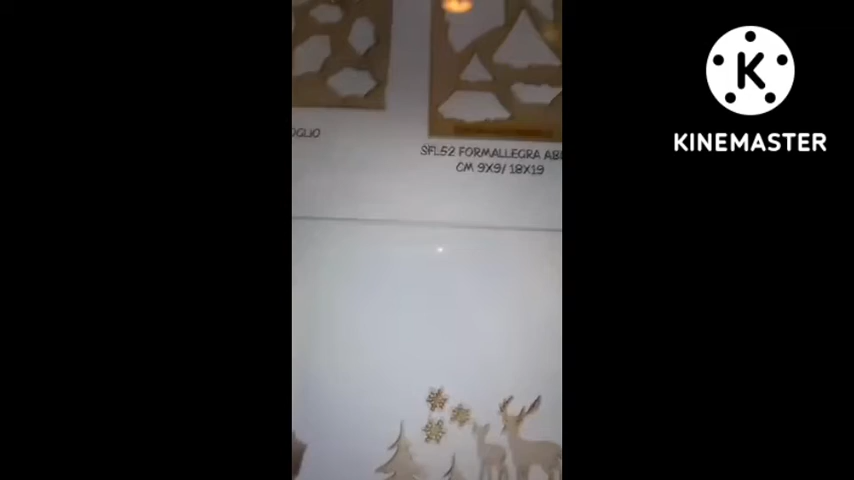 OGLIO
SFL52 FORMALLEGRA AB
CM 9X9/ 18X19
K
KINEMASTER